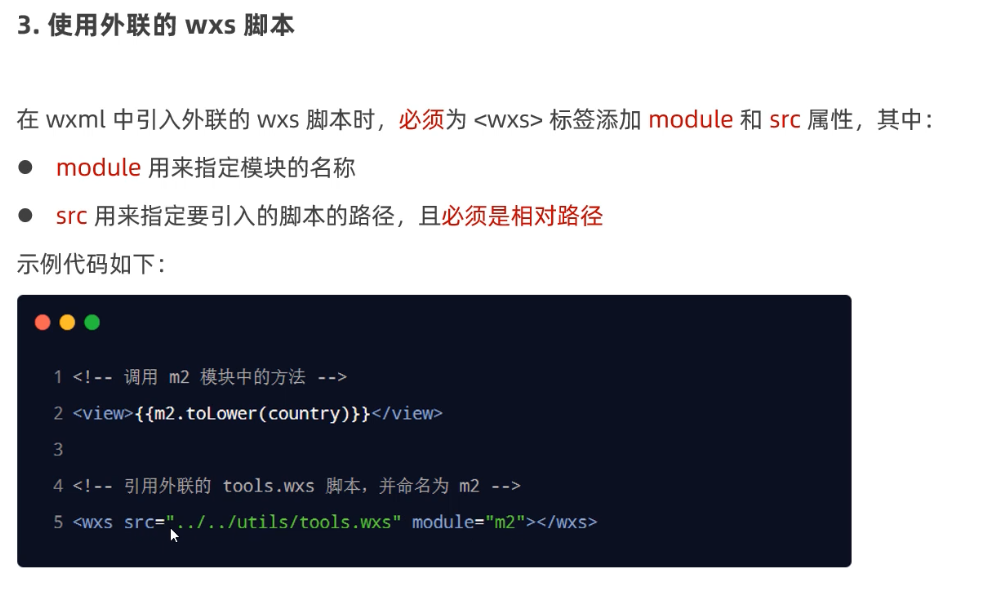 3. 使用外联的 wxs 脚本
在 wxml 中引入外联的 wxs 脚本时，必须为 <wxs> 标签添加 module 和 src 属性，其中：
● module 用来指定模块的名称
● src 用来指定要引入的脚本的路径，且必须是相对路径
示例代码如下：
1 <!-- 调用 m2 模块中的方法 -->
2 <view>{{m2.toLower(country)}}</view>
3
4 <!-- 引用外联的 tools.wxs 脚本，并命名为 m2 -->
5 <wxs src="../../utils/tools.wxs" module="m2"></wxs>